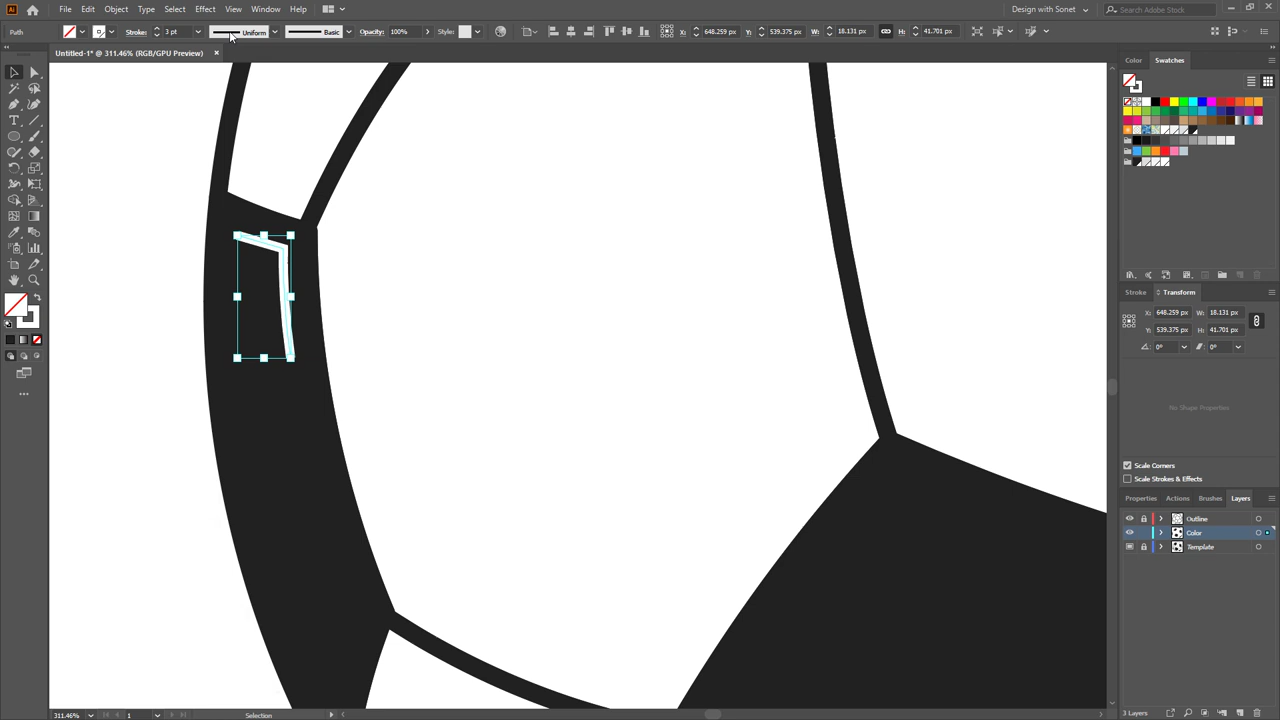 Ai File Edit Object Type Select Effect View Window Help Design with Sonet Search Adobe Stock
Path Stroke: 3 pt Uniform Basic Opacity: 100% Style: X: 648.259 px Y: 539.375 px W: 18.131 px H: 41.701 px
Untitled-1* @ 311.46% (RGB/GPU Preview) ×
Color Swatches
Stroke Transform
X: 648.259 px W: 18.131 px
Y: 539.375 px H: 41.701 px
0° 0°
No Shape Properties
Scale Corners
Scale Strokes & Effects
Properties Actions Brushes Layers
Outline
Color
Template
311.46% 1 Selection 3 Layers